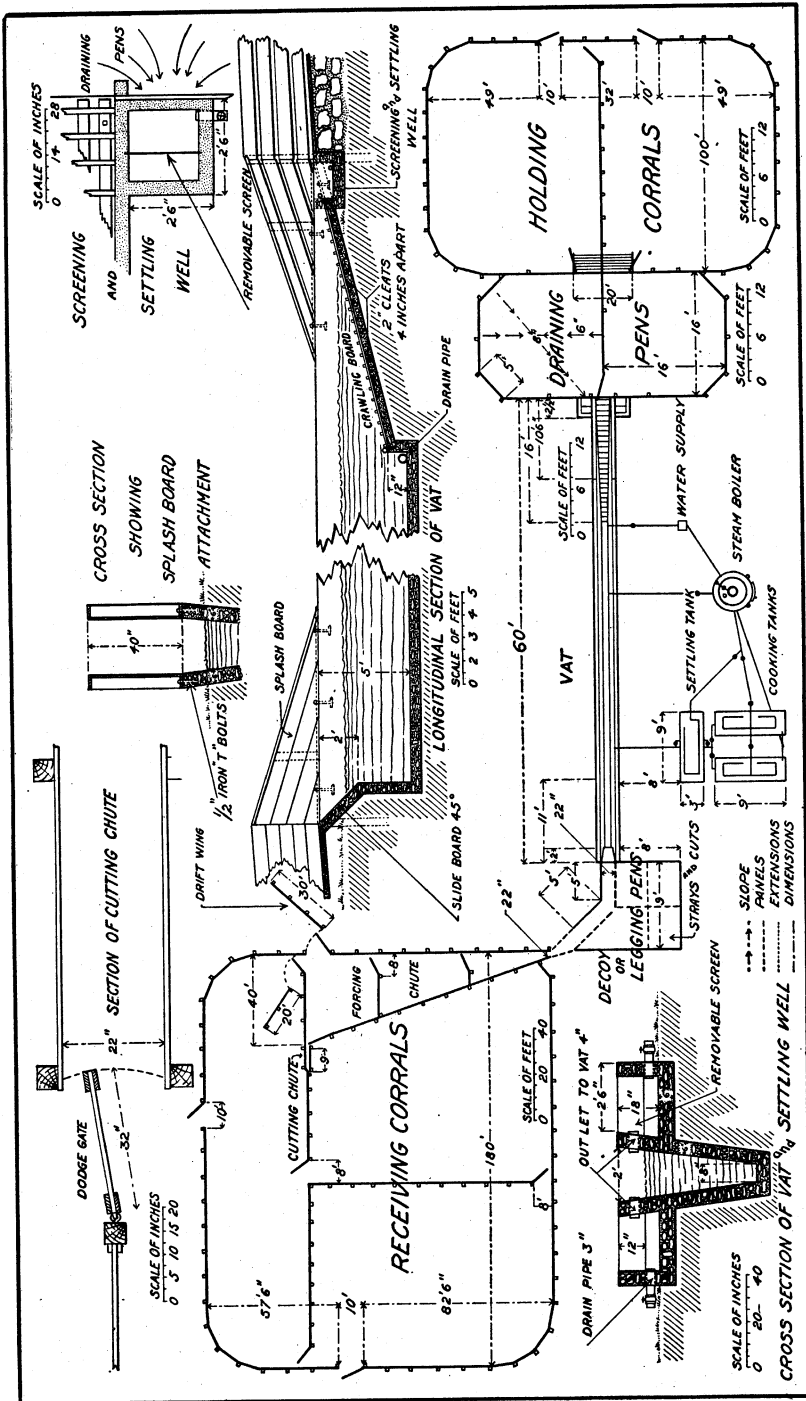 DODGE GATE
32"
22"
SECTION OF CUTTING CHUTE
SCALE OF INCHES
0 5 10 15 20
40"
CROSS SECTION
SHOWING
SPLASH BOARD
ATTACHMENT
1/2" IRON "T" BOLTS
SCREENING
AND
SETTLING
WELL
SCALE OF INCHES
0 14 28
DRAINING
PENS
2'6"
2'6"
REMOVABLE SCREEN
DRIFT WING
30'
SPLASH BOARD
2'
5'
SLIDE BOARD 45°
LONGITUDINAL SECTION OF VAT
SCALE OF FEET
0 2 3 4 5
CRAWLING BOARD
12"
2" CLEATS
4 INCHES APART
DRAIN PIPE
SCREENING and SETTLING
WELL
RECEIVING CORRALS
57'6"
10'
82'6"
10'
CUTTING CHUTE
8'
20'
40'
FORCING
CHUTE
8
180'
8'
SCALE OF FEET
0 20 40
22"
DECOY
OR
LEGGING PENS
STRAYS AND CUTS
5'
5'
9'
8'
2'
11'
22"
60'
VAT
8'
3'
9'
9'
SETTLING TANK
COOKING TANKS
STEAM BOILER
WATER SUPPLY
SCALE OF FEET
0 6 12
16
106
DRAINING
PENS
5'
6"
20'
16'
16'
SCALE OF FEET
0 6 12
HOLDING
CORRALS
49'
10'
32'
10'
49'
100'
SCALE OF FEET
0 6 12
SLOPE
PANELS
EXTENSIONS
DIMENSIONS
DRAIN PIPE 3"
OUTLET TO VAT 4"
12"
2'
2'6"
18"
8"
REMOVABLE SCREEN
SCALE OF INCHES
0 20 40
CROSS SECTION OF VAT and SETTLING WELL